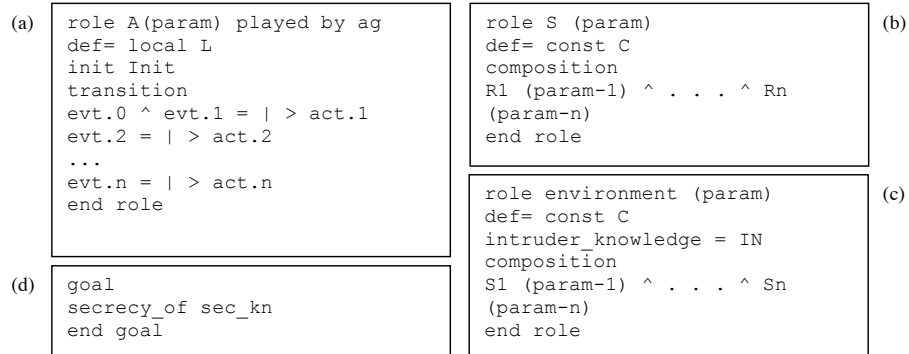 (a)
role A(param) played by ag
def= local L
init Init
transition
evt.0 ^ evt.1 = | > act.1
evt.2 = | > act.2
...
evt.n = | > act.n
end role
role S (param)
def= const C
composition
R1 (param-1) ^ . . . ^ Rn
(param-n)
end role
(b)
role environment (param)
def= const C
intruder_knowledge = IN
composition
S1 (param-1) ^ . . . ^ Sn
(param-n)
end role
(c)
(d)
goal
secrecy_of sec_kn
end goal